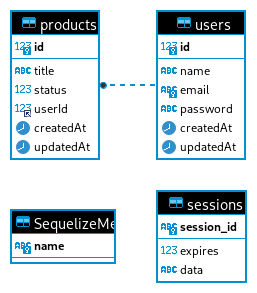 products
123 id
ABC title
123 status
123 userId
createdAt
updatedAt
users
123 id
ABC name
ABC email
ABC password
createdAt
updatedAt
SequelizeMe
ABC name
sessions
ABC session_id
123 expires
ABC data